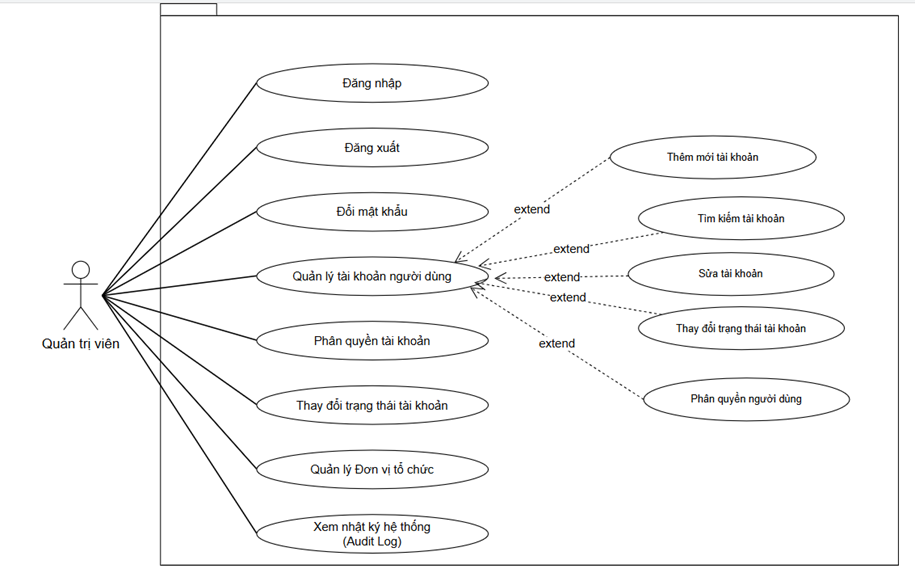 Đăng nhập
Đăng xuất
Đổi mật khẩu
Quản lý tài khoản người dùng
Phân quyền tài khoản
Thay đổi trạng thái tài khoản
Quản lý Đơn vị tổ chức
Xem nhật ký hệ thống
(Audit Log)
Quản trị viên
extend
extend
extend
extend
extend
Thêm mới tài khoản
Tìm kiếm tài khoản
Sửa tài khoản
Thay đổi trạng thái tài khoản
Phân quyền người dùng